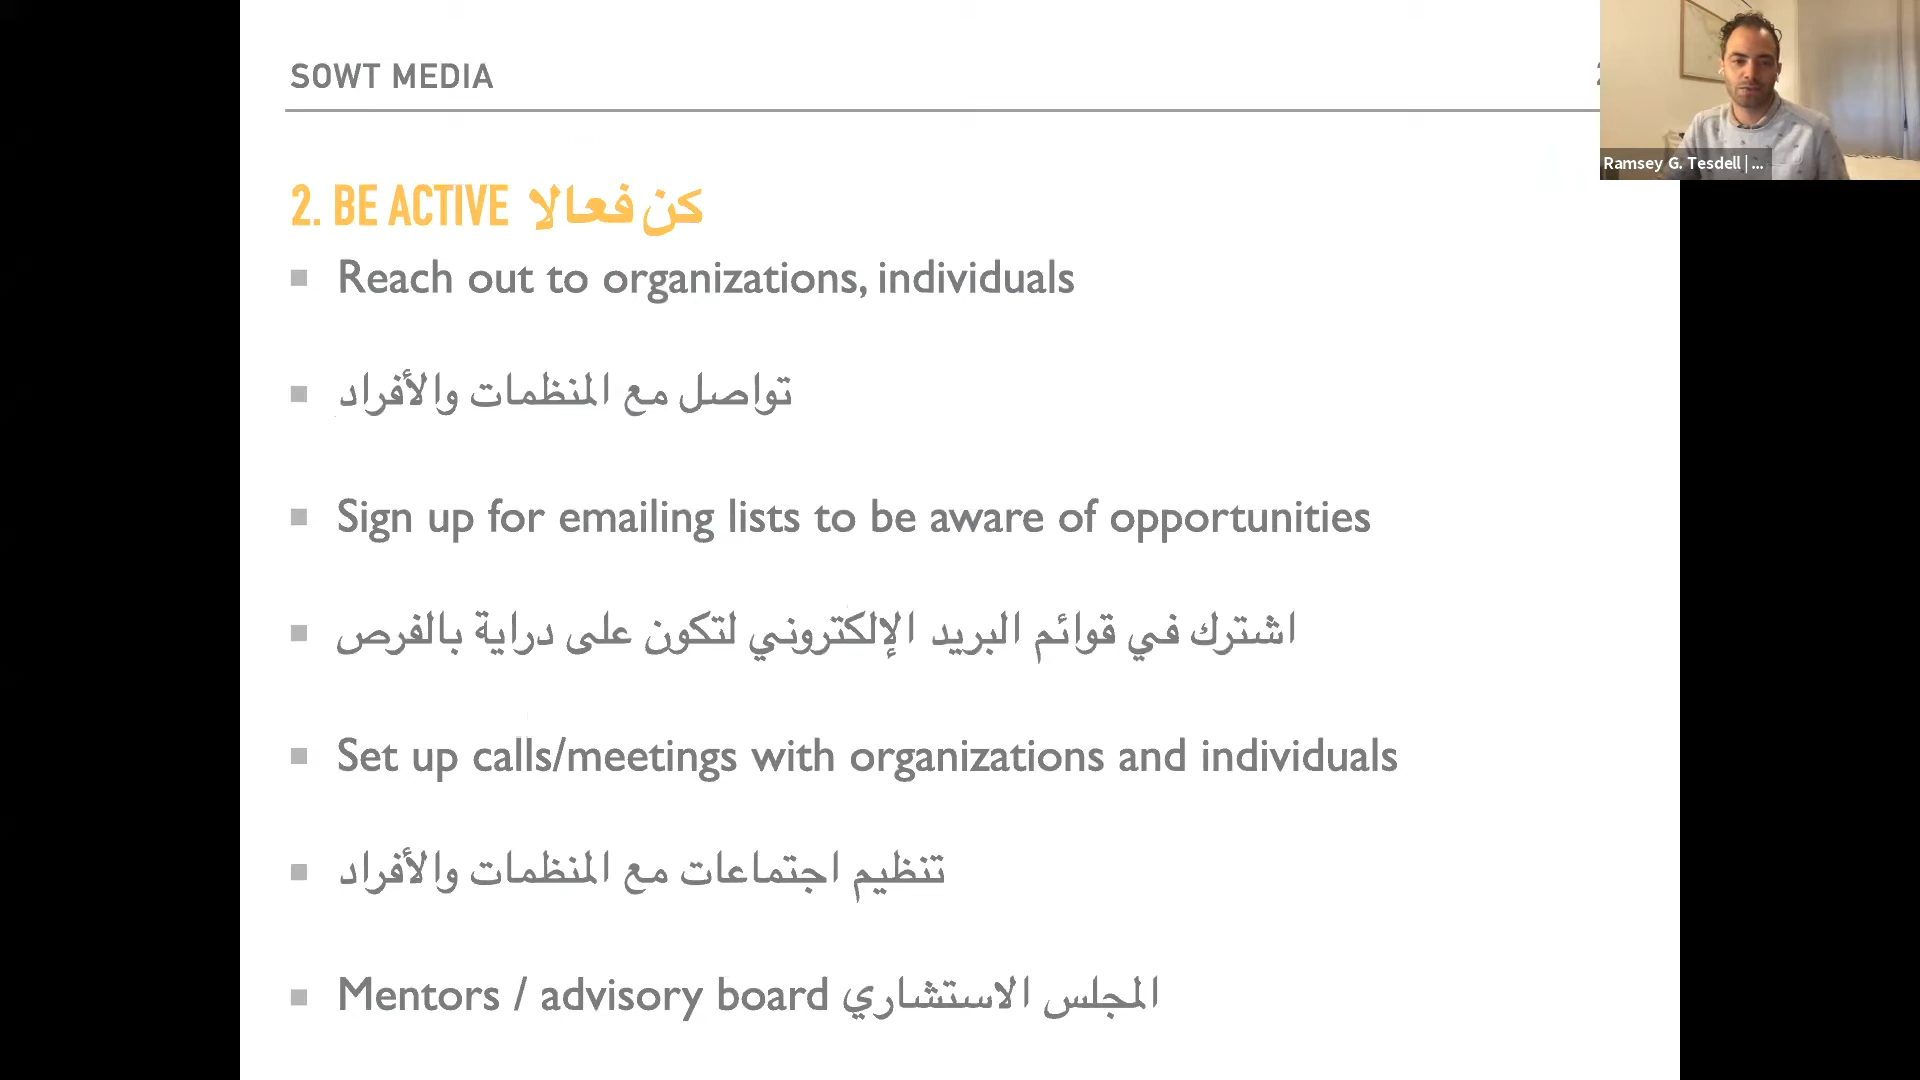 SOWT MEDIA
Ramsey G. Tesdell | ...
2. BE ACTIVE كن فعالا
Reach out to organizations, individuals
تواصل مع المنظمات والأفراد
Sign up for emailing lists to be aware of opportunities
اشترك في قوائم البريد الإلكتروني لتكون على دراية بالفرص
Set up calls/meetings with organizations and individuals
تنظيم اجتماعات مع المنظمات والأفراد
Mentors / advisory board المجلس الاستشاري